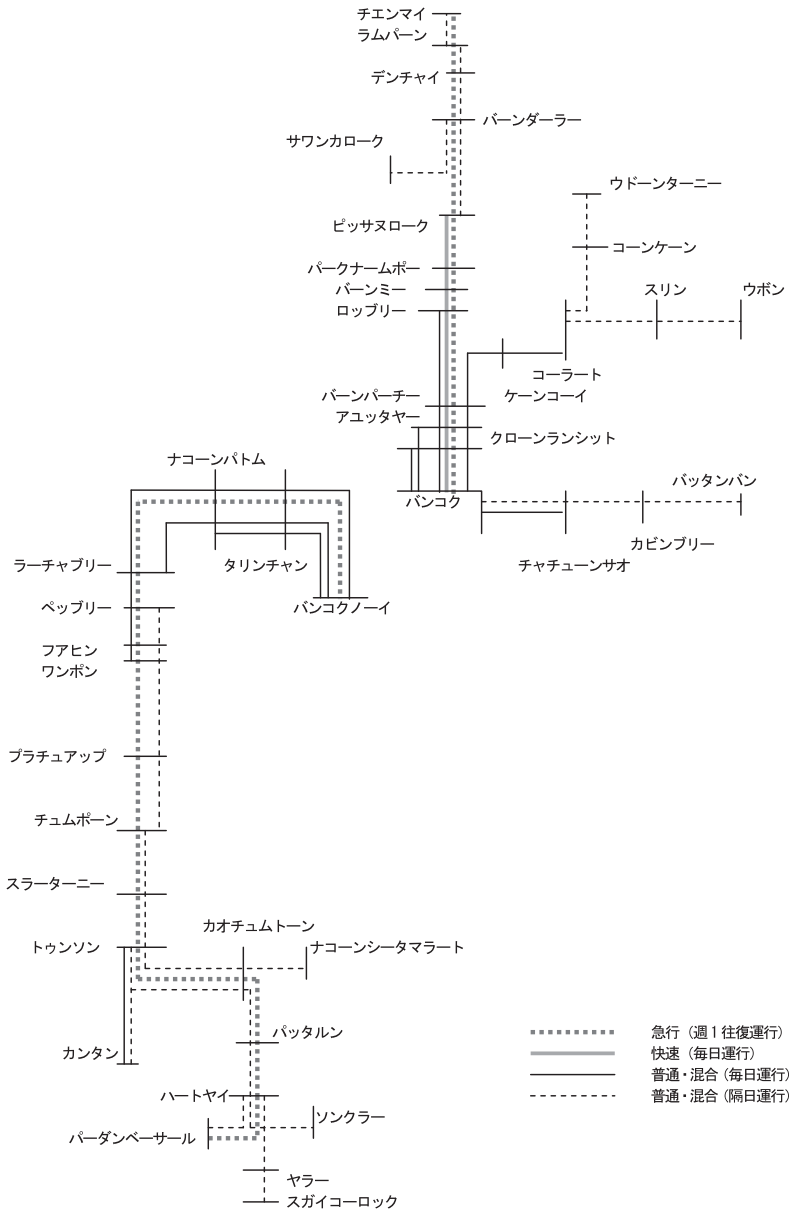 チエンマイ
ラムパーン
デンチャイ
バーンダーラー
サワンカローク
ウドーンターニー
ピッサヌローク
コーンケーン
パークナームポー
バーンミー
スリン
ウボン
ロッブリー
コーラート
バーンパーチー
ケーンコーイ
アユッタヤー
クローンランシット
ナコーンパトム
バッタンバン
バンコク
カビンブリー
ラーチャブリー
タリンチャン
チャチューンサオ
ペッブリー
バンコクノーイ
フアヒン
ワンポン
プラチュアップ
チュムポーン
スラーターニー
カオチュムトーン
トゥンソン
ナコーンシータマラート
パッタルン
急行（週1往復運行）
カンタン
快速（毎日運行）
普通・混合（毎日運行）
ハートヤイ
普通・混合（隔日運行）
ソンクラー
パーダンベーサール
ヤラー
スガイコーロック